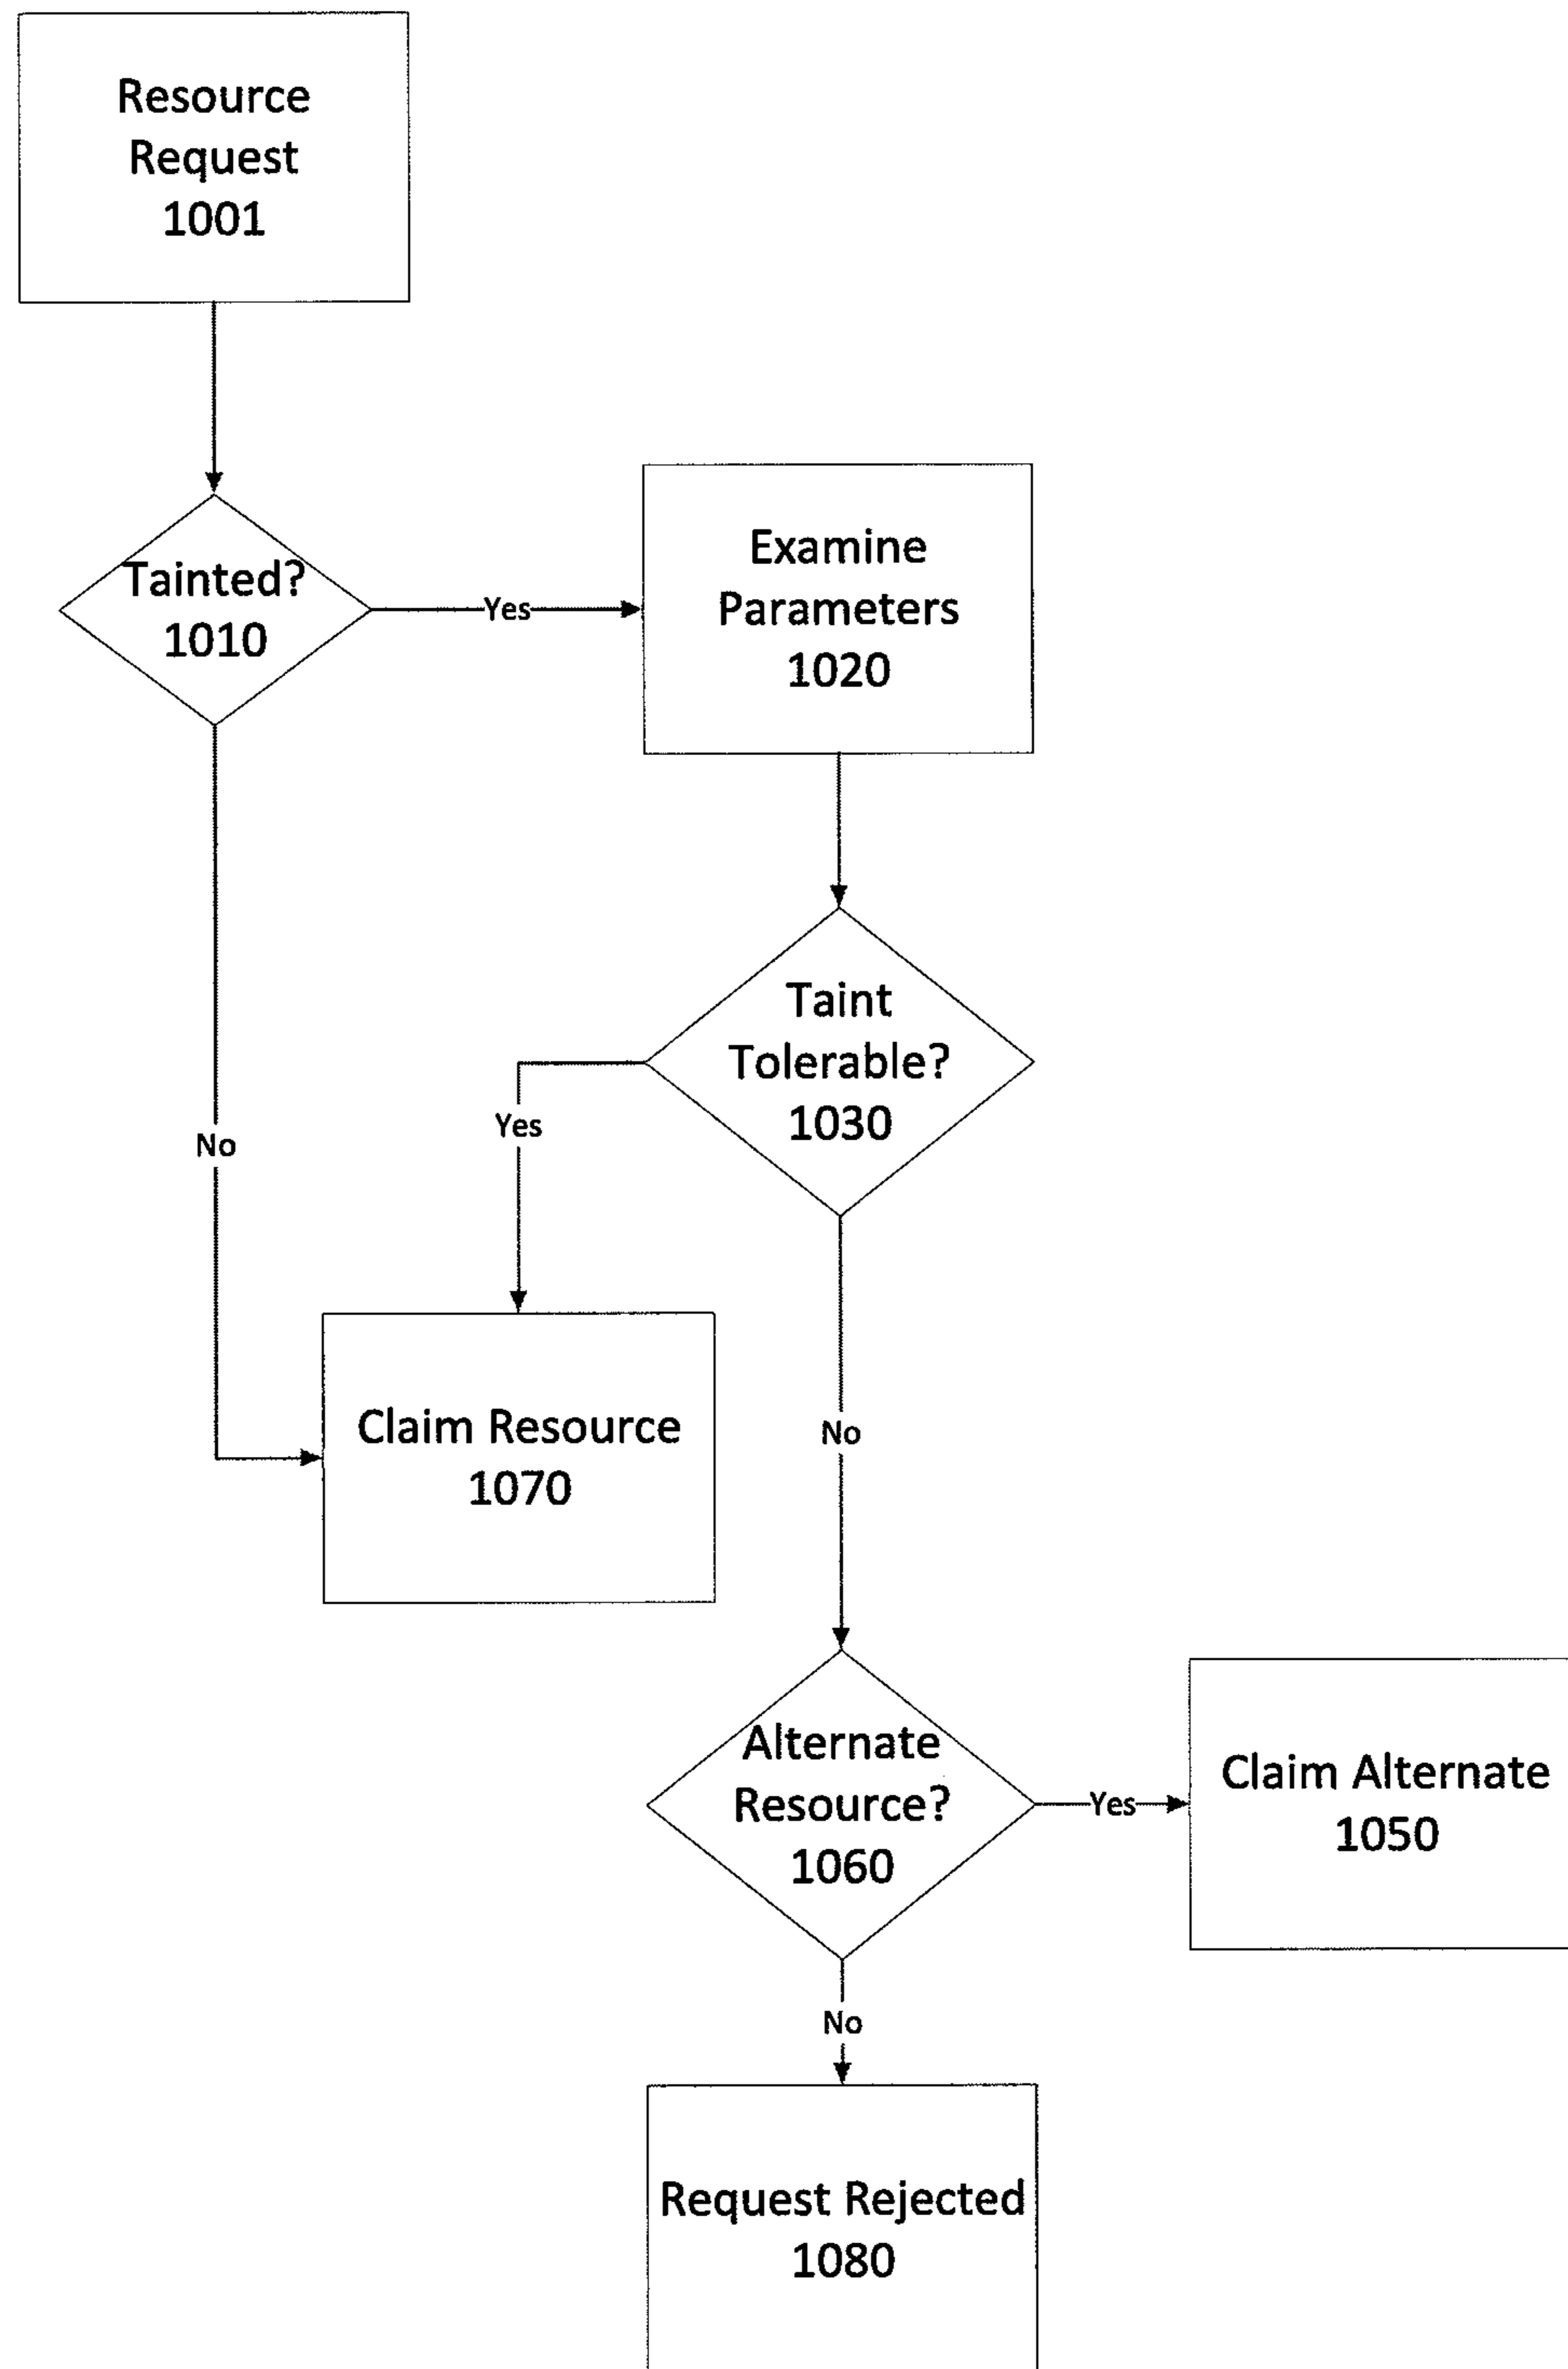 Resource
Request
1001
Tainted?
1010
Yes
Examine
Parameters
1020
Taint
Tolerable?
1030
Yes
No
Claim Resource
1070
No
Alternate
Resource?
1060
Yes
Claim Alternate
1050
No
Request Rejected
1080